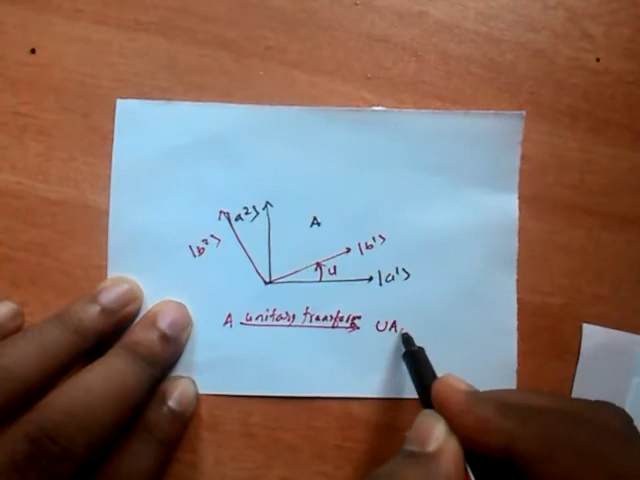 |a²⟩
A
|b²⟩
|b¹⟩
U
|a¹⟩
A unitary transform UA